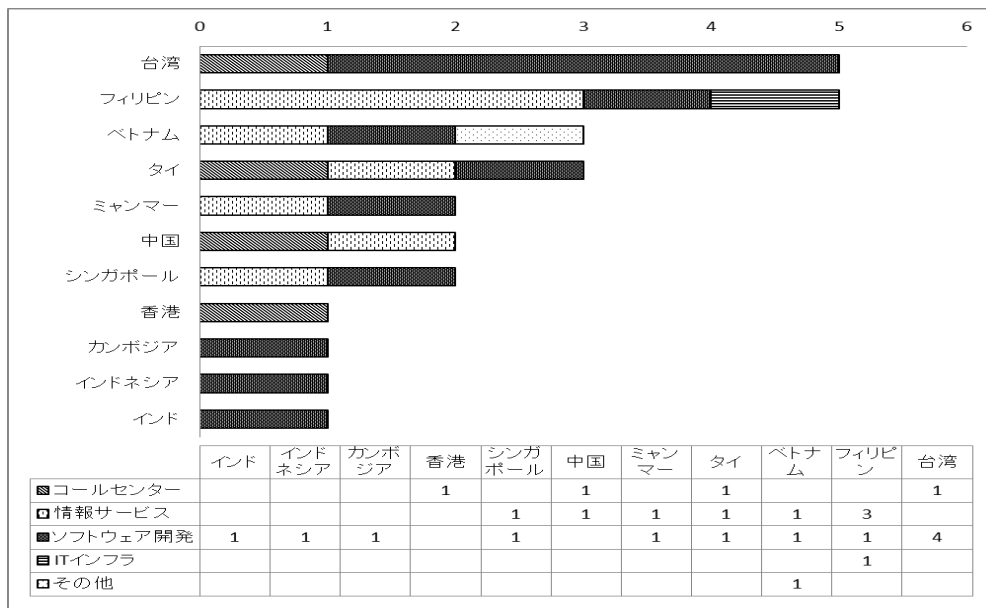 0 1 2 3 4 5 6
台湾
フィリピン
ベトナム
タイ
ミャンマー
中国
シンガポール
香港
カンボジア
インドネシア
インド
インド インドネシア カンボジア 香港 シンガポール 中国 ミャンマー タイ ベトナム フィリピン 台湾
コールセンター 1 1 1 1
情報サービス 1 1 1 1 1 3
ソフトウェア開発 1 1 1 1 1 1 1 1 4
ITインフラ 1
その他 1